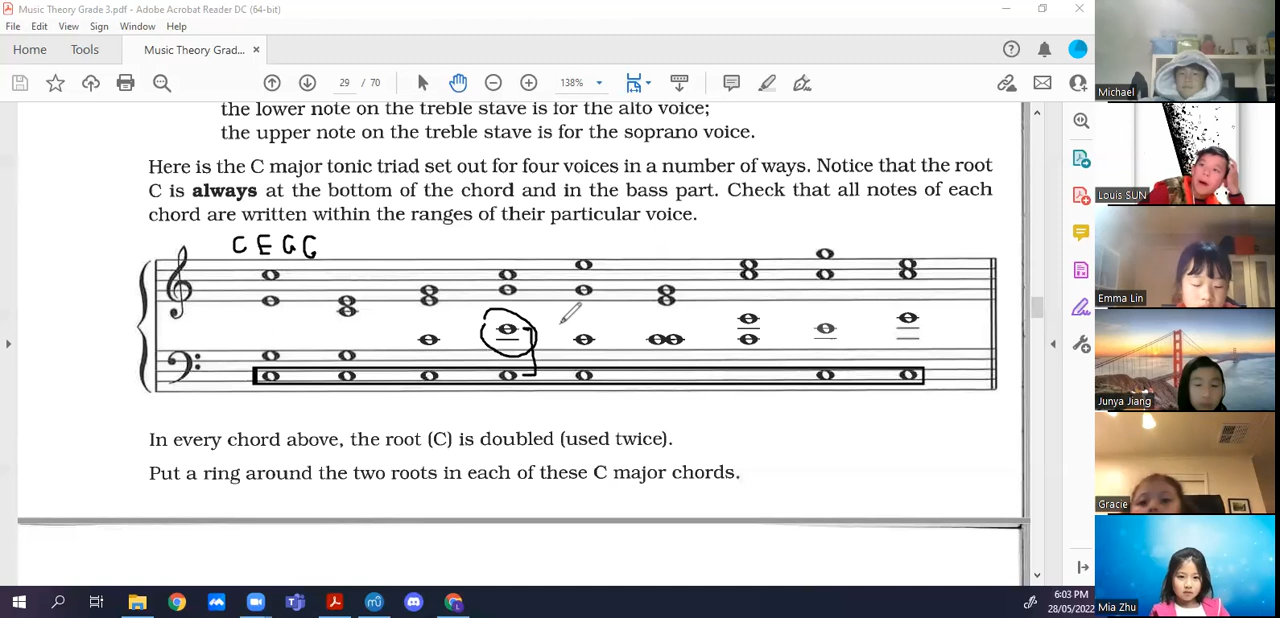 Music Theory Grade 3.pdf - Adobe Acrobat Reader DC (64-bit)
File Edit View Sign Window Help
Home Tools Music Theory Grad... ×
29 / 70 138%
the lower note on the treble stave is for the alto voice;
the upper note on the treble stave is for the soprano voice.
Here is the C major tonic triad set out for four voices in a number of ways. Notice that the root
C is always at the bottom of the chord and in the bass part. Check that all notes of each
chord are written within the ranges of their particular voice.
C E G G
In every chord above, the root (C) is doubled (used twice).
Put a ring around the two roots in each of these C major chords.
Michael
Louis SUN
Emma Lin
Junya Jiang
Gracie
Mia Zhu
6:03 PM
28/05/2022